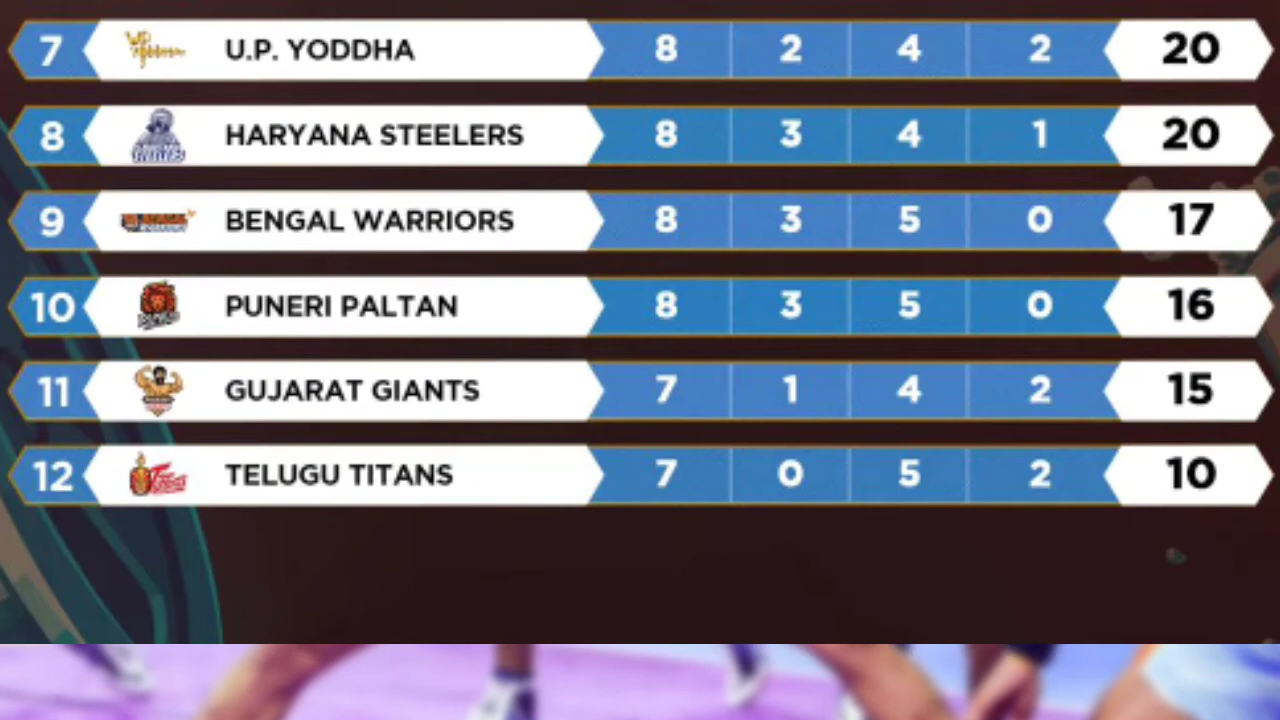 7 U.P. YODDHA 8 2 4 2 20
8 HARYANA STEELERS 8 3 4 1 20
9 BENGAL WARRIORS 8 3 5 0 17
10 PUNERI PALTAN 8 3 5 0 16
11 GUJARAT GIANTS 7 1 4 2 15
12 TELUGU TITANS 7 0 5 2 10